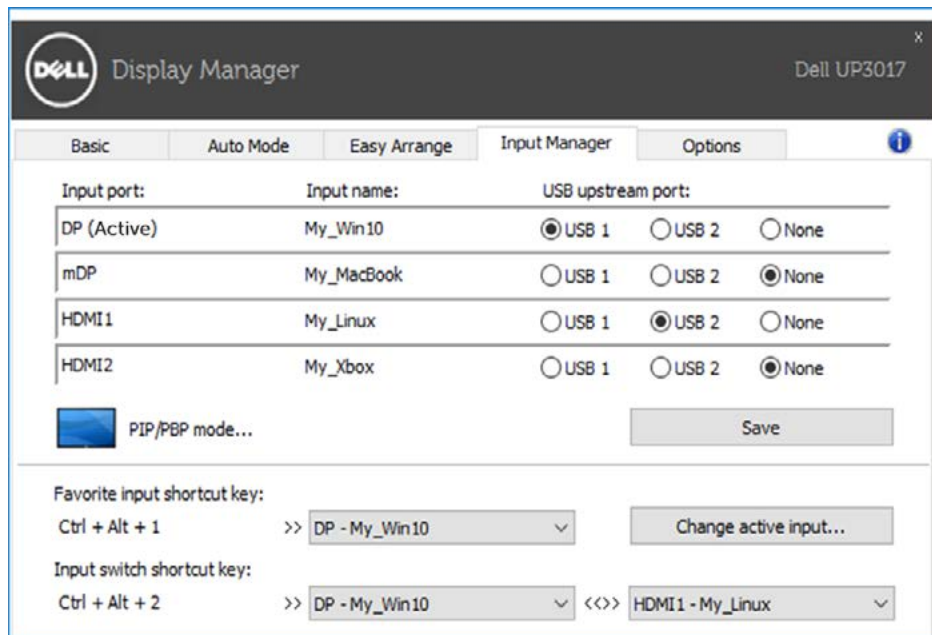 x
DELL Display Manager Dell UP3017
Basic Auto Mode Easy Arrange Input Manager Options i
Input port: Input name: USB upstream port:
DP (Active) My_Win10 USB 1 USB 2 None
mDP My_MacBook USB 1 USB 2 None
HDMI1 My_Linux USB 1 USB 2 None
HDMI2 My_Xbox USB 1 USB 2 None
PIP/PBP mode... Save
Favorite input shortcut key:
Ctrl + Alt + 1 >> DP - My_Win10 Change active input...
Input switch shortcut key:
Ctrl + Alt + 2 >> DP - My_Win10 <<>> HDMI1 - My_Linux